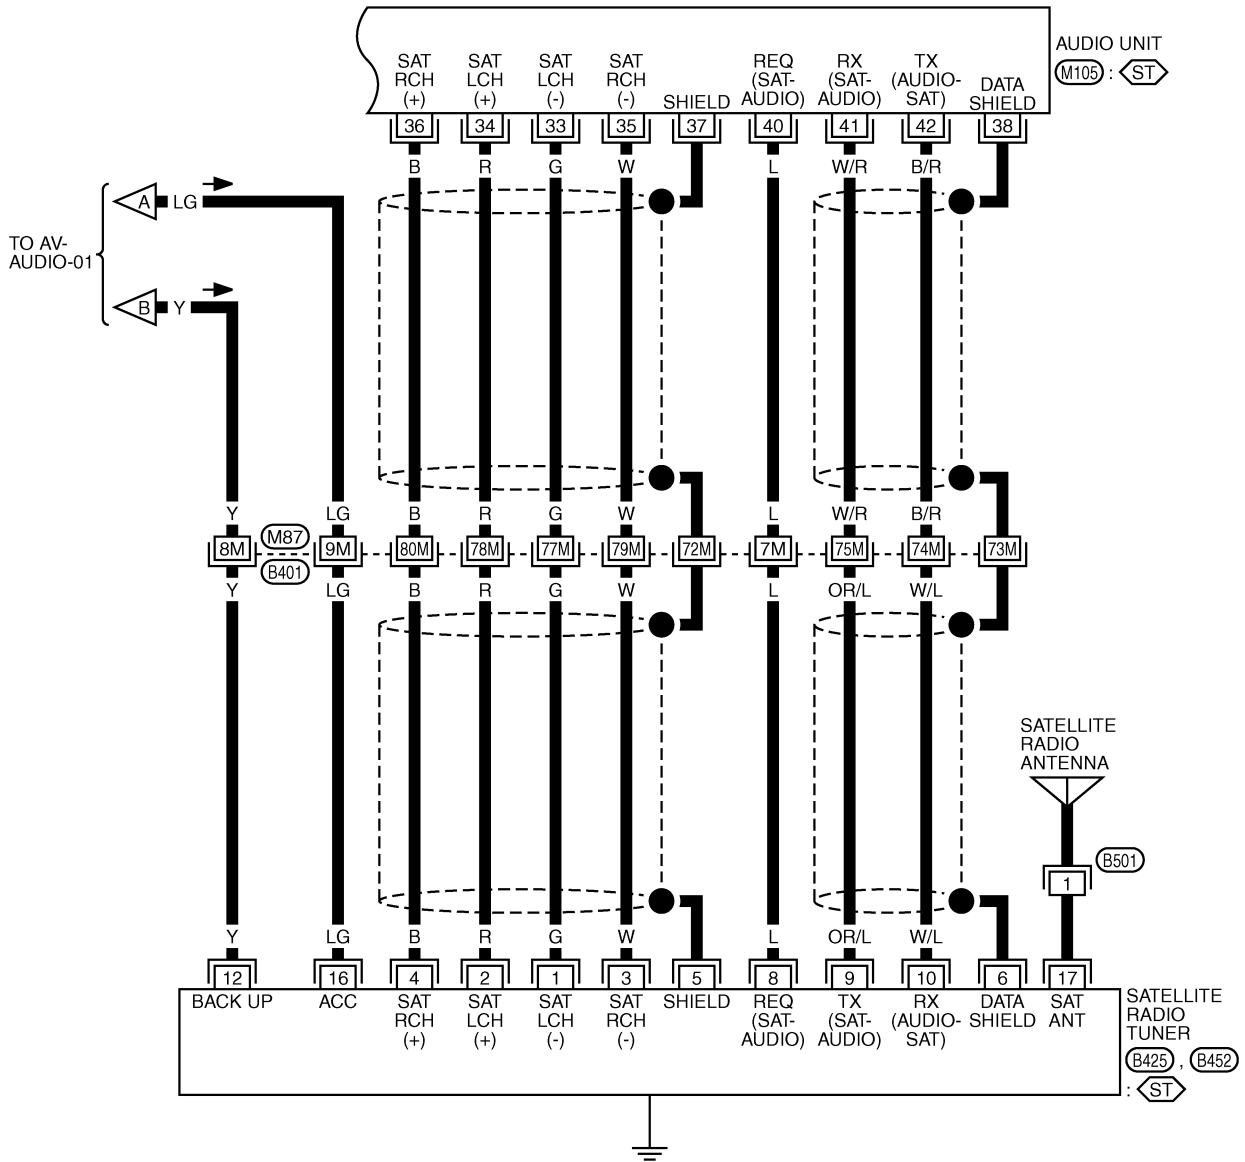 SAT RCH (+)
SAT LCH (+)
SAT LCH (-)
SAT RCH (-)
SHIELD
REQ (SAT-AUDIO)
RX (SAT-AUDIO)
TX (AUDIO-SAT)
DATA SHIELD
AUDIO UNIT
M105 : ST
36 34 33 35 37 40 41 42 38
B R G W L W/R B/R
A LG
TO AV-
AUDIO-01
B Y
Y LG B R G W L W/R B/R
M87
8M 9M 80M 78M 77M 79M 72M 7M 75M 74M 73M
B401
Y LG B R G W L OR/L W/L
SATELLITE
RADIO
ANTENNA
B501
1
Y LG B R G W L OR/L W/L
12 16 4 2 1 3 5 8 9 10 6 17
BACK UP
ACC
SAT RCH (+)
SAT LCH (+)
SAT LCH (-)
SAT RCH (-)
SHIELD
REQ (SAT-AUDIO)
TX (SAT-AUDIO)
RX (AUDIO-SAT)
DATA SHIELD
SAT ANT
SATELLITE
RADIO
TUNER
B425 , B452
: ST